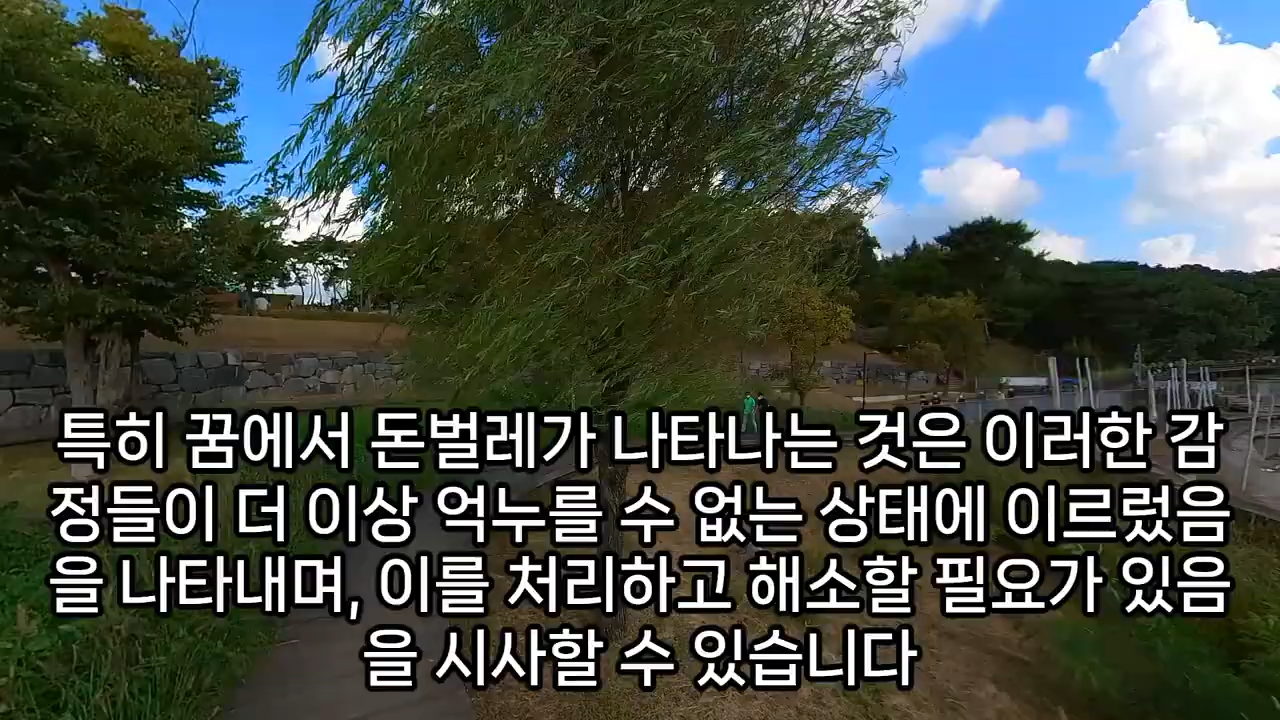 특히 꿈에서 돈벌레가 나타나는 것은 이러한 감
정들이 더 이상 억누를 수 없는 상태에 이르렀음
을 나타내며, 이를 처리하고 해소할 필요가 있음
을 시사할 수 있습니다